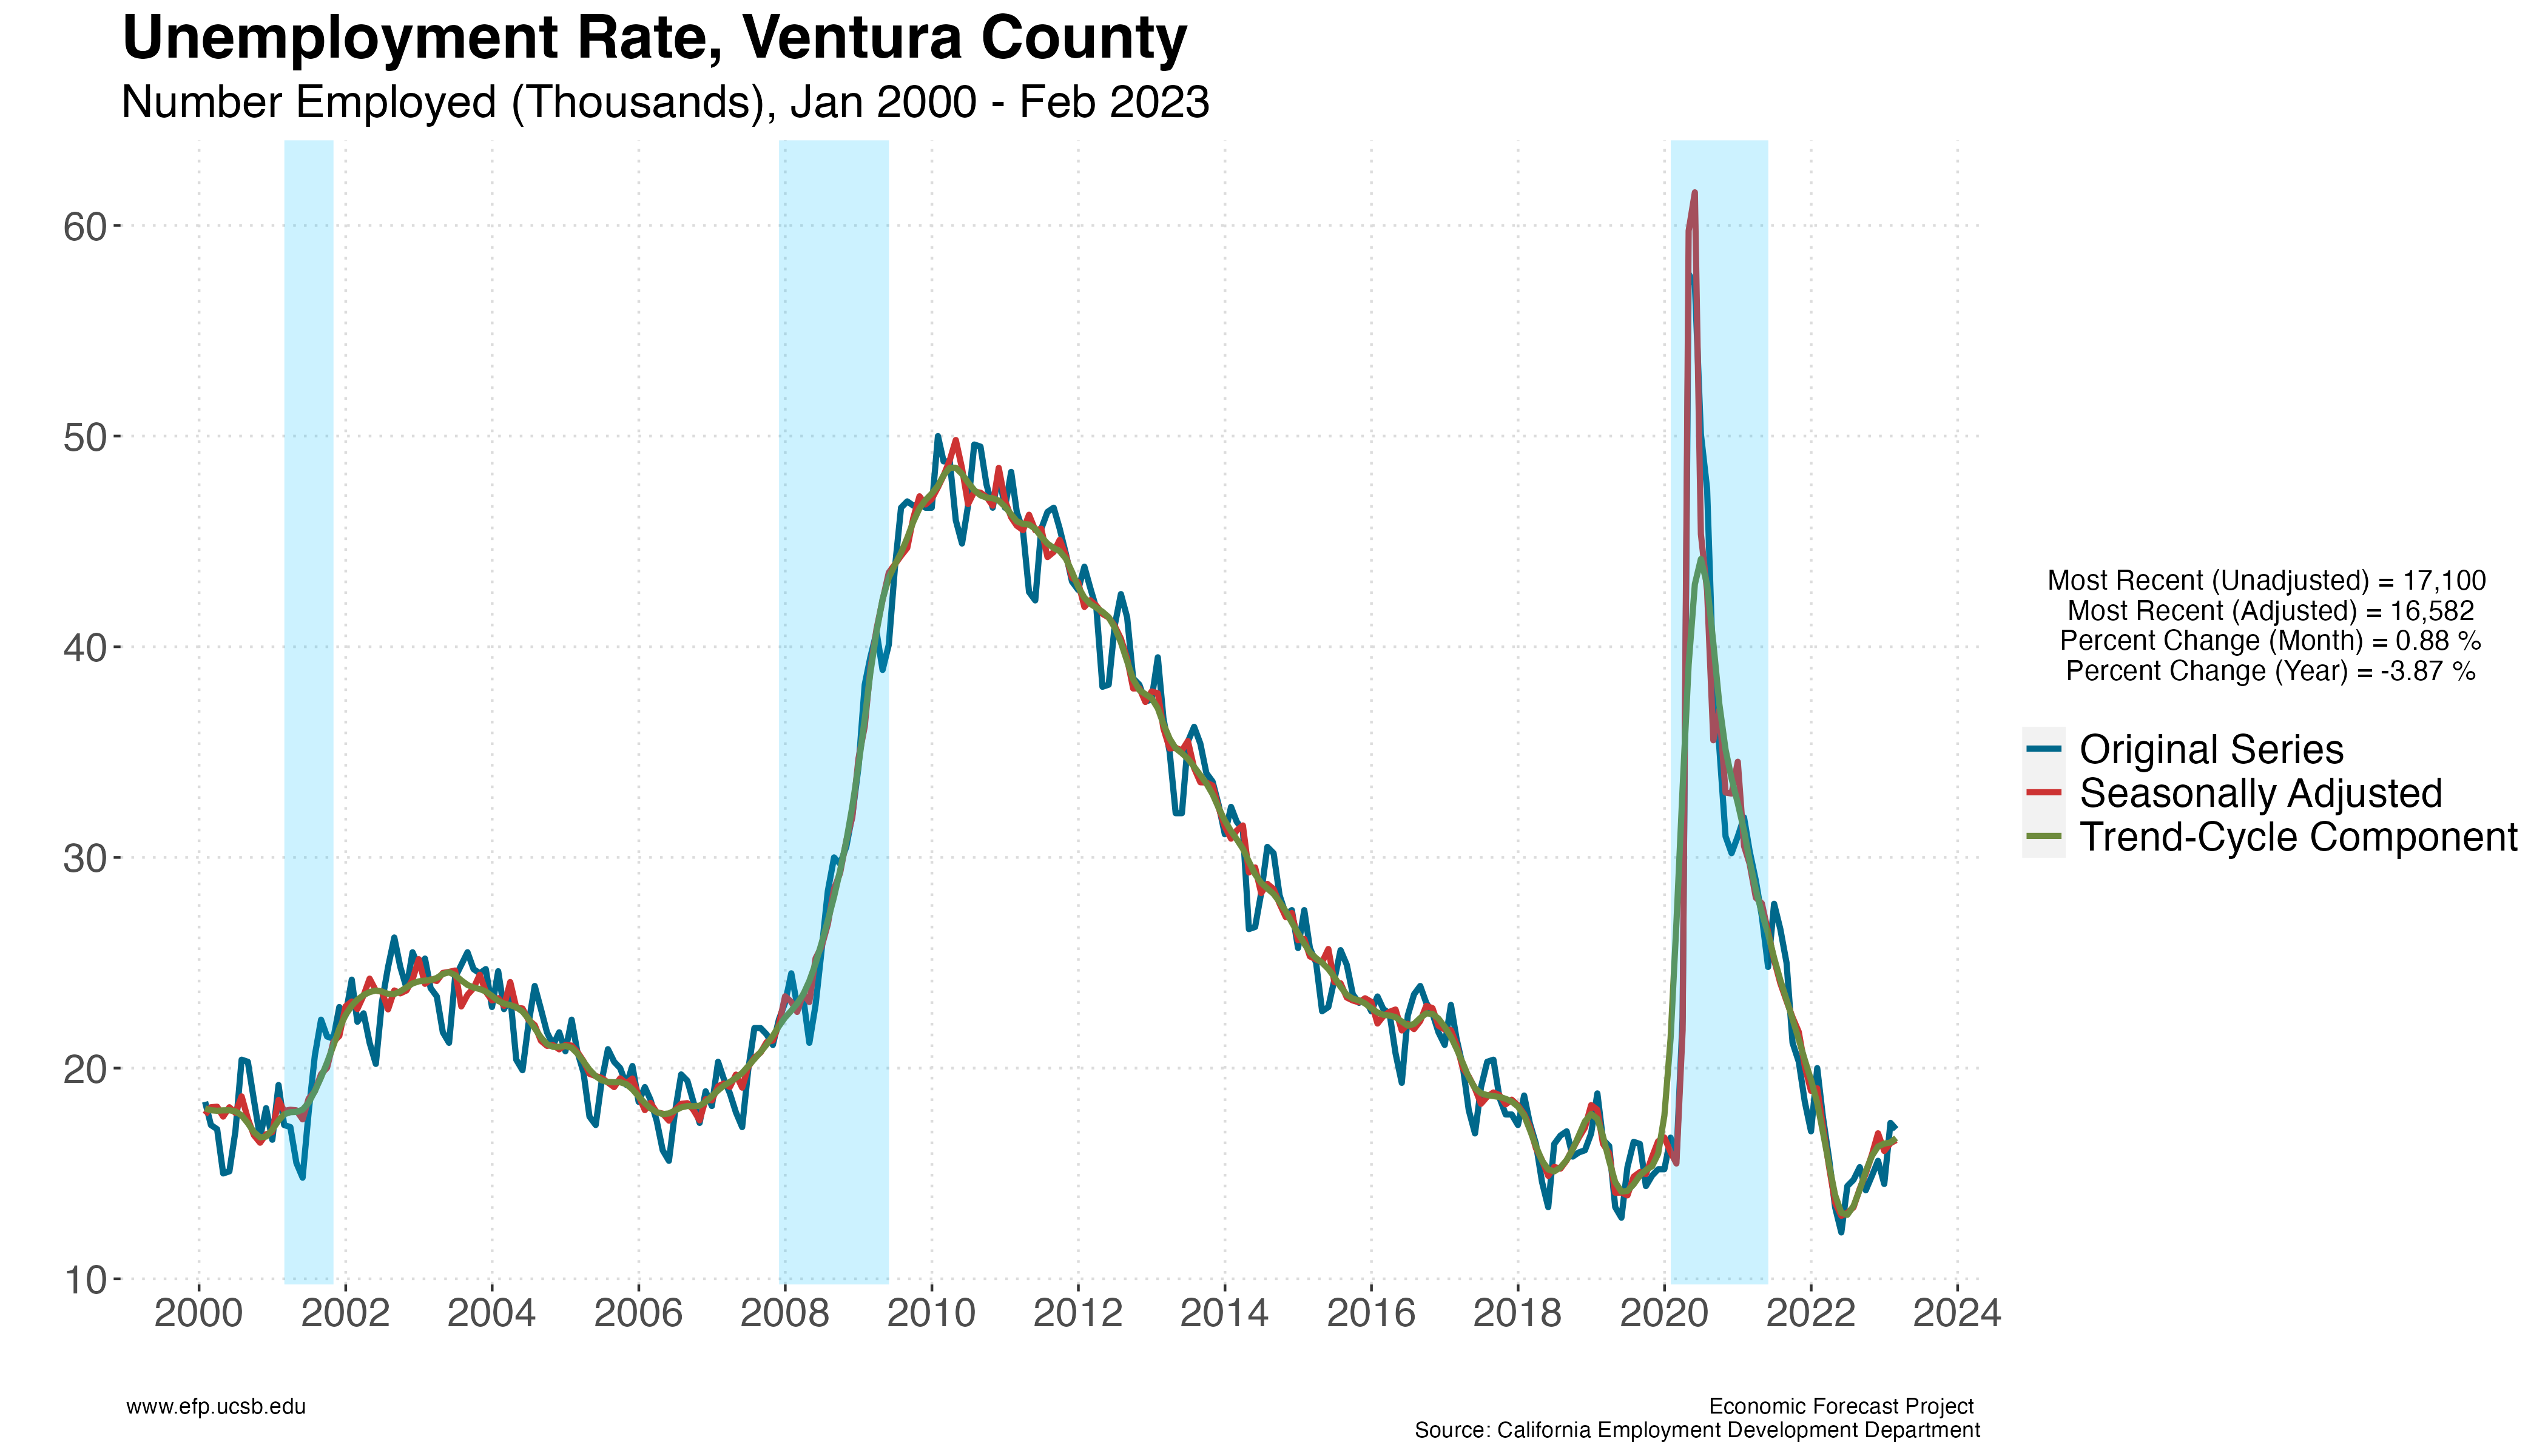 Unemployment Rate, Ventura County
Number Employed (Thousands), Jan 2000 - Feb 2023
60
50
40
30
20
10
2000 2002 2004 2006 2008 2010 2012 2014 2016 2018 2020 2022 2024
Most Recent (Unadjusted) = 17,100
Most Recent (Adjusted) = 16,582
Percent Change (Month) = 0.88 %
Percent Change (Year) = -3.87 %
Original Series
Seasonally Adjusted
Trend-Cycle Component
www.efp.ucsb.edu
Economic Forecast Project
Source: California Employment Development Department